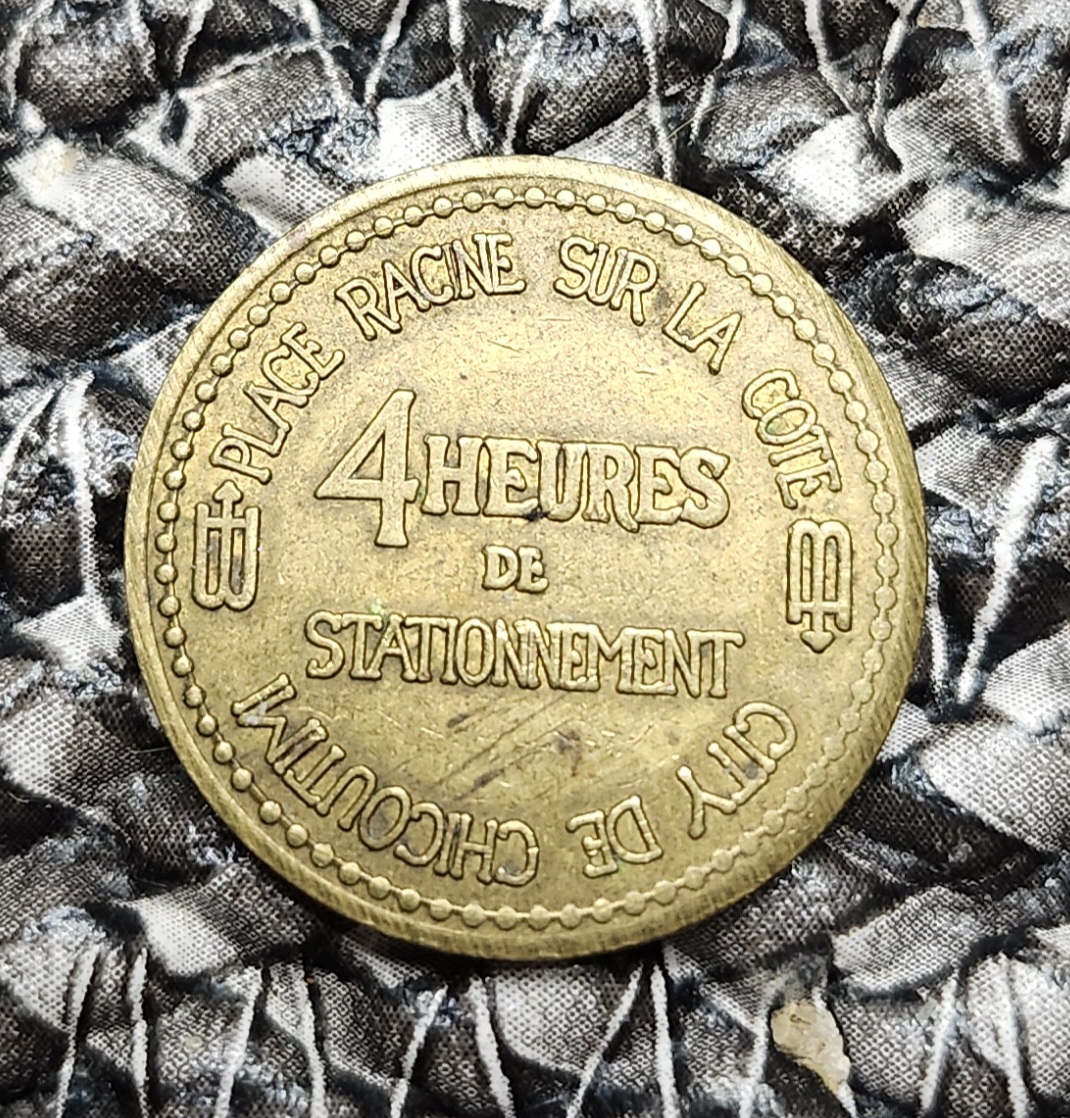 PLACE RACINE SUR LA COTE
4 HEURES
DE
STATIONNEMENT
CITY DE CHICOUTIMI